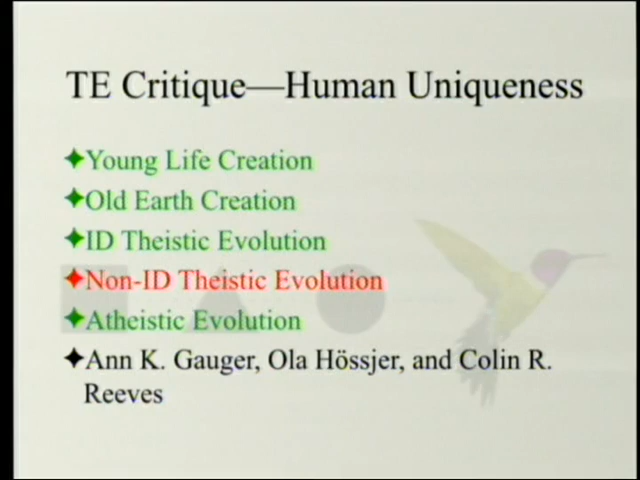 TE Critique—Human Uniqueness
✦Young Life Creation
✦Old Earth Creation
✦ID Theistic Evolution
✦Non-ID Theistic Evolution
✦Atheistic Evolution
✦Ann K. Gauger, Ola Hössjer, and Colin R.
Reeves